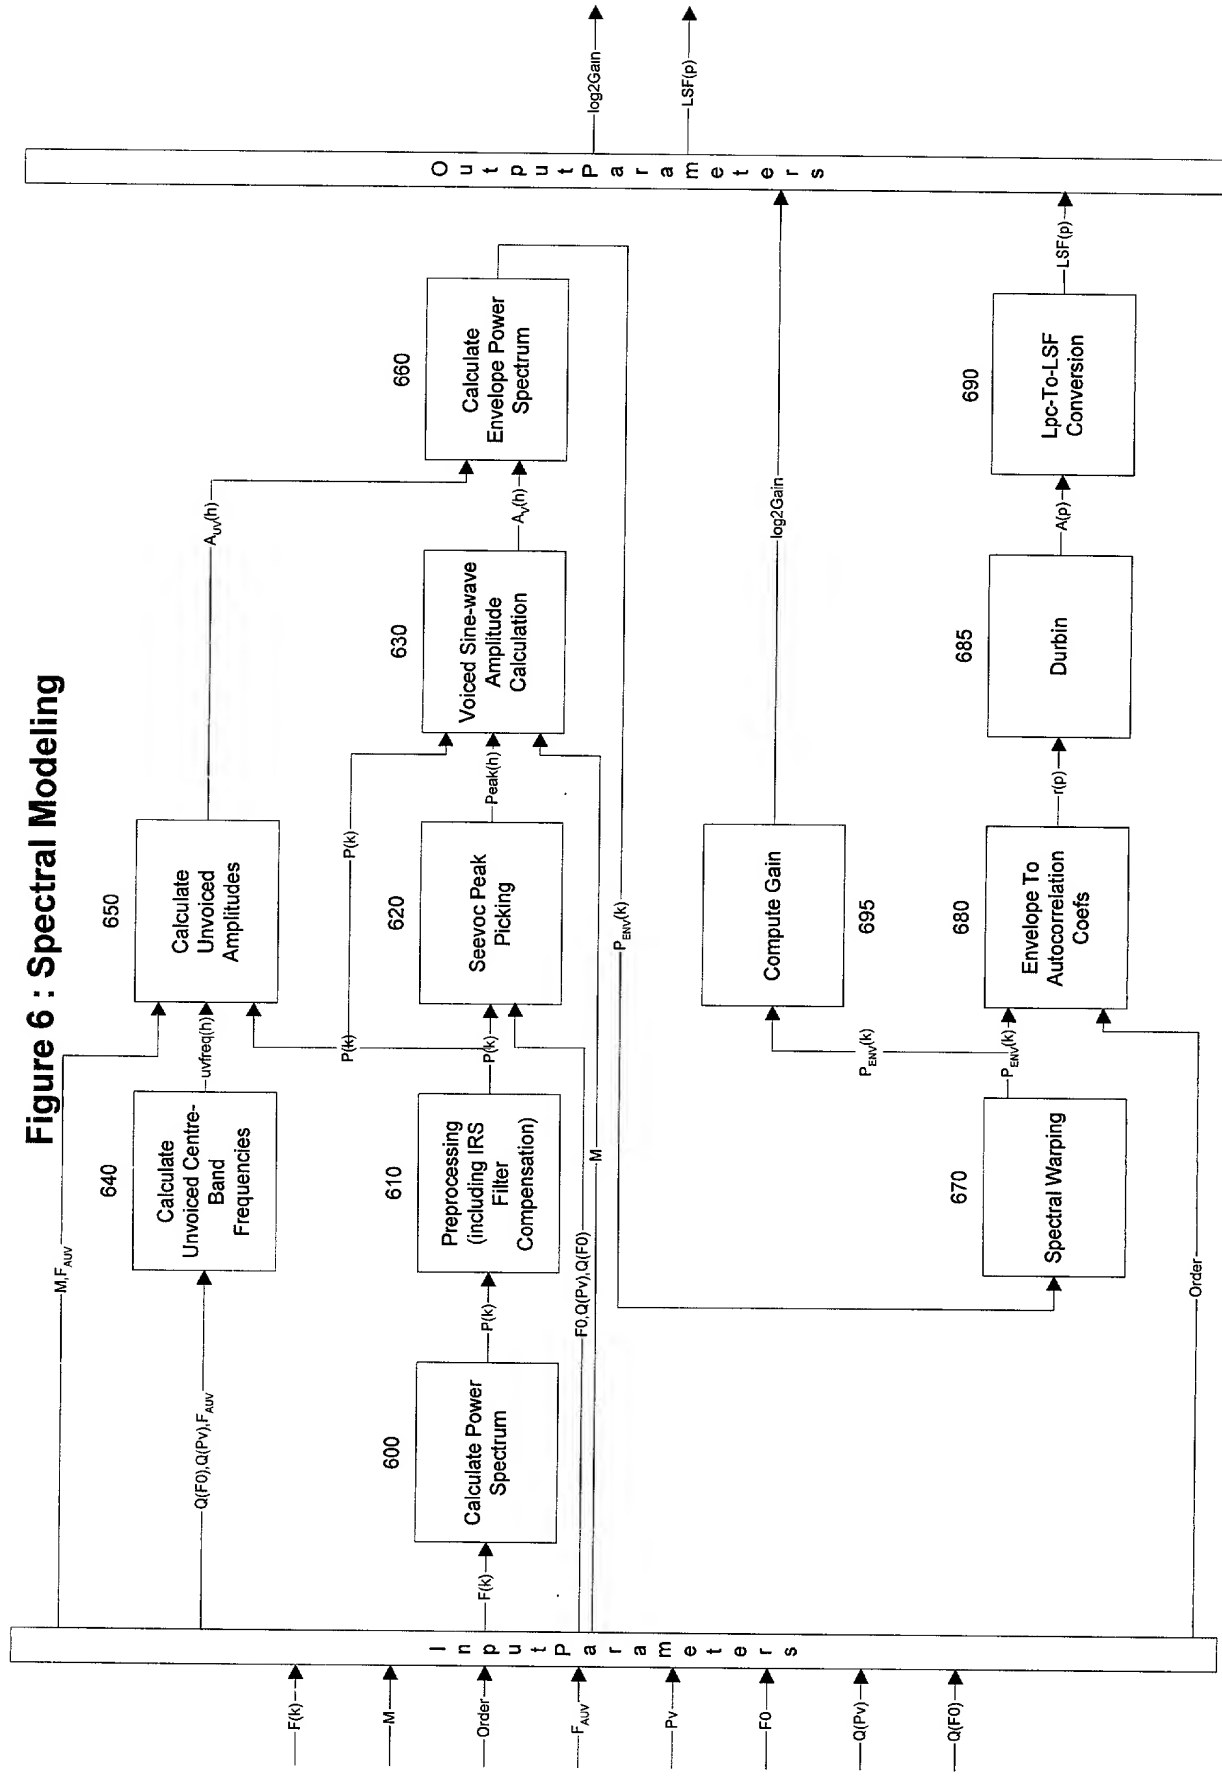 Figure 6 : Spectral Modeling
F(k)
M
Order
F_AUV
Pv
F0
Q(Pv)
Q(F0)
Input Parameters
M,F_AUV
Q(F0),Q(Pv),F_AUV
640
Calculate
Unvoiced Centre-
Band
Frequencies
uvfreq(h)
650
Calculate
Unvoiced
Amplitudes
A_UV(h)
F(k)
600
Calculate Power
Spectrum
P(k)
610
Preprocessing
(including IRS
Filter
Compensation)
P(k)
P(k)
P(k)
620
Seevoc Peak
Picking
Peak(h)
630
Voiced Sine-wave
Amplitude
Calculation
A_V(h)
660
Calculate
Envelope Power
Spectrum
F0,Q(Pv),Q(F0)
M
P_ENV(k)
670
Spectral Warping
P_ENV(k)
P_ENV(k)
Compute Gain
695
log2Gain
Order
680
Envelope To
Autocorrelation
Coefs
r(p)
685
Durbin
A(p)
690
Lpc-To-LSF
Conversion
LSF(p)
Output Parameters
log2Gain
LSF(p)